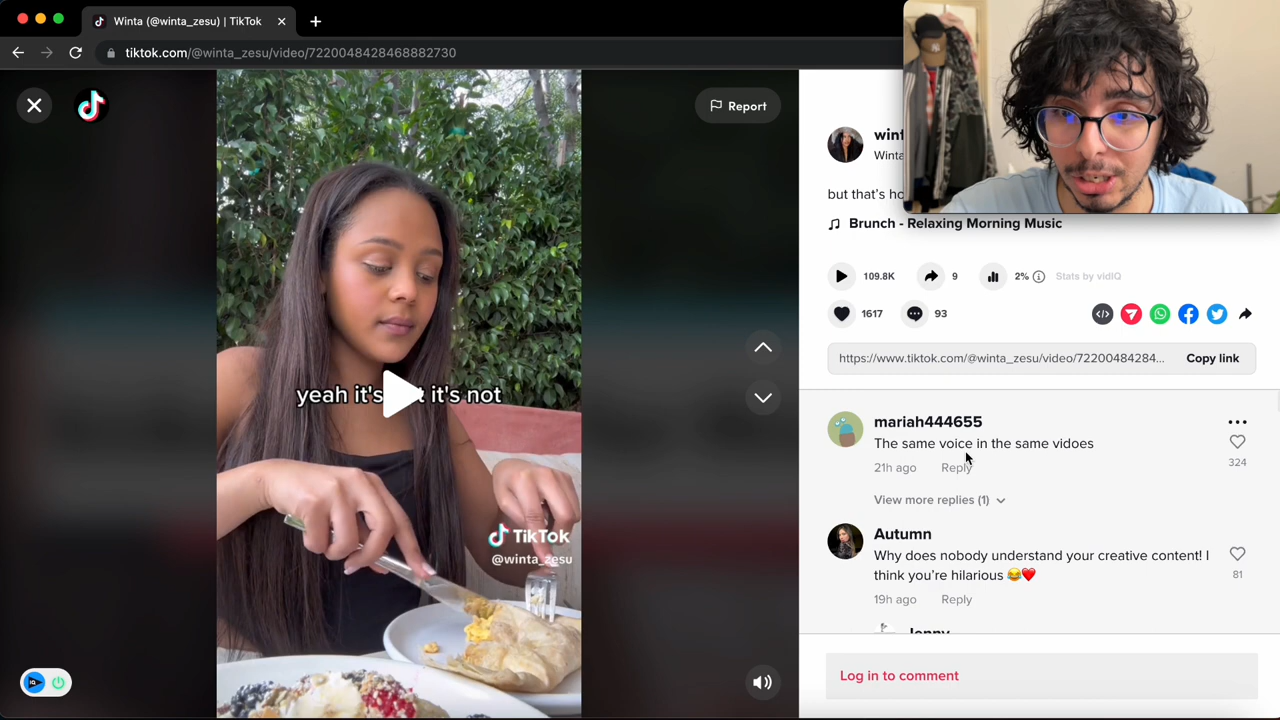 Winta (@winta_zesu) | TikTok
tiktok.com/@winta_zesu/video/7220048428468882730
Report
yeah it's it's not
TikTok
@winta_zesu
Winta
but that's
Brunch - Relaxing Morning Music
109.8K 9 2% Stats by vidIQ
1617 93
https://www.tiktok.com/@winta_zesu/video/72200484284... Copy link
mariah444655
The same voice in the same vidoes
324
21h ago Reply
View more replies (1)
Autumn
Why does nobody understand your creative content! I
think you're hilarious 😂❤️
81
19h ago Reply
Jenny
Log in to comment